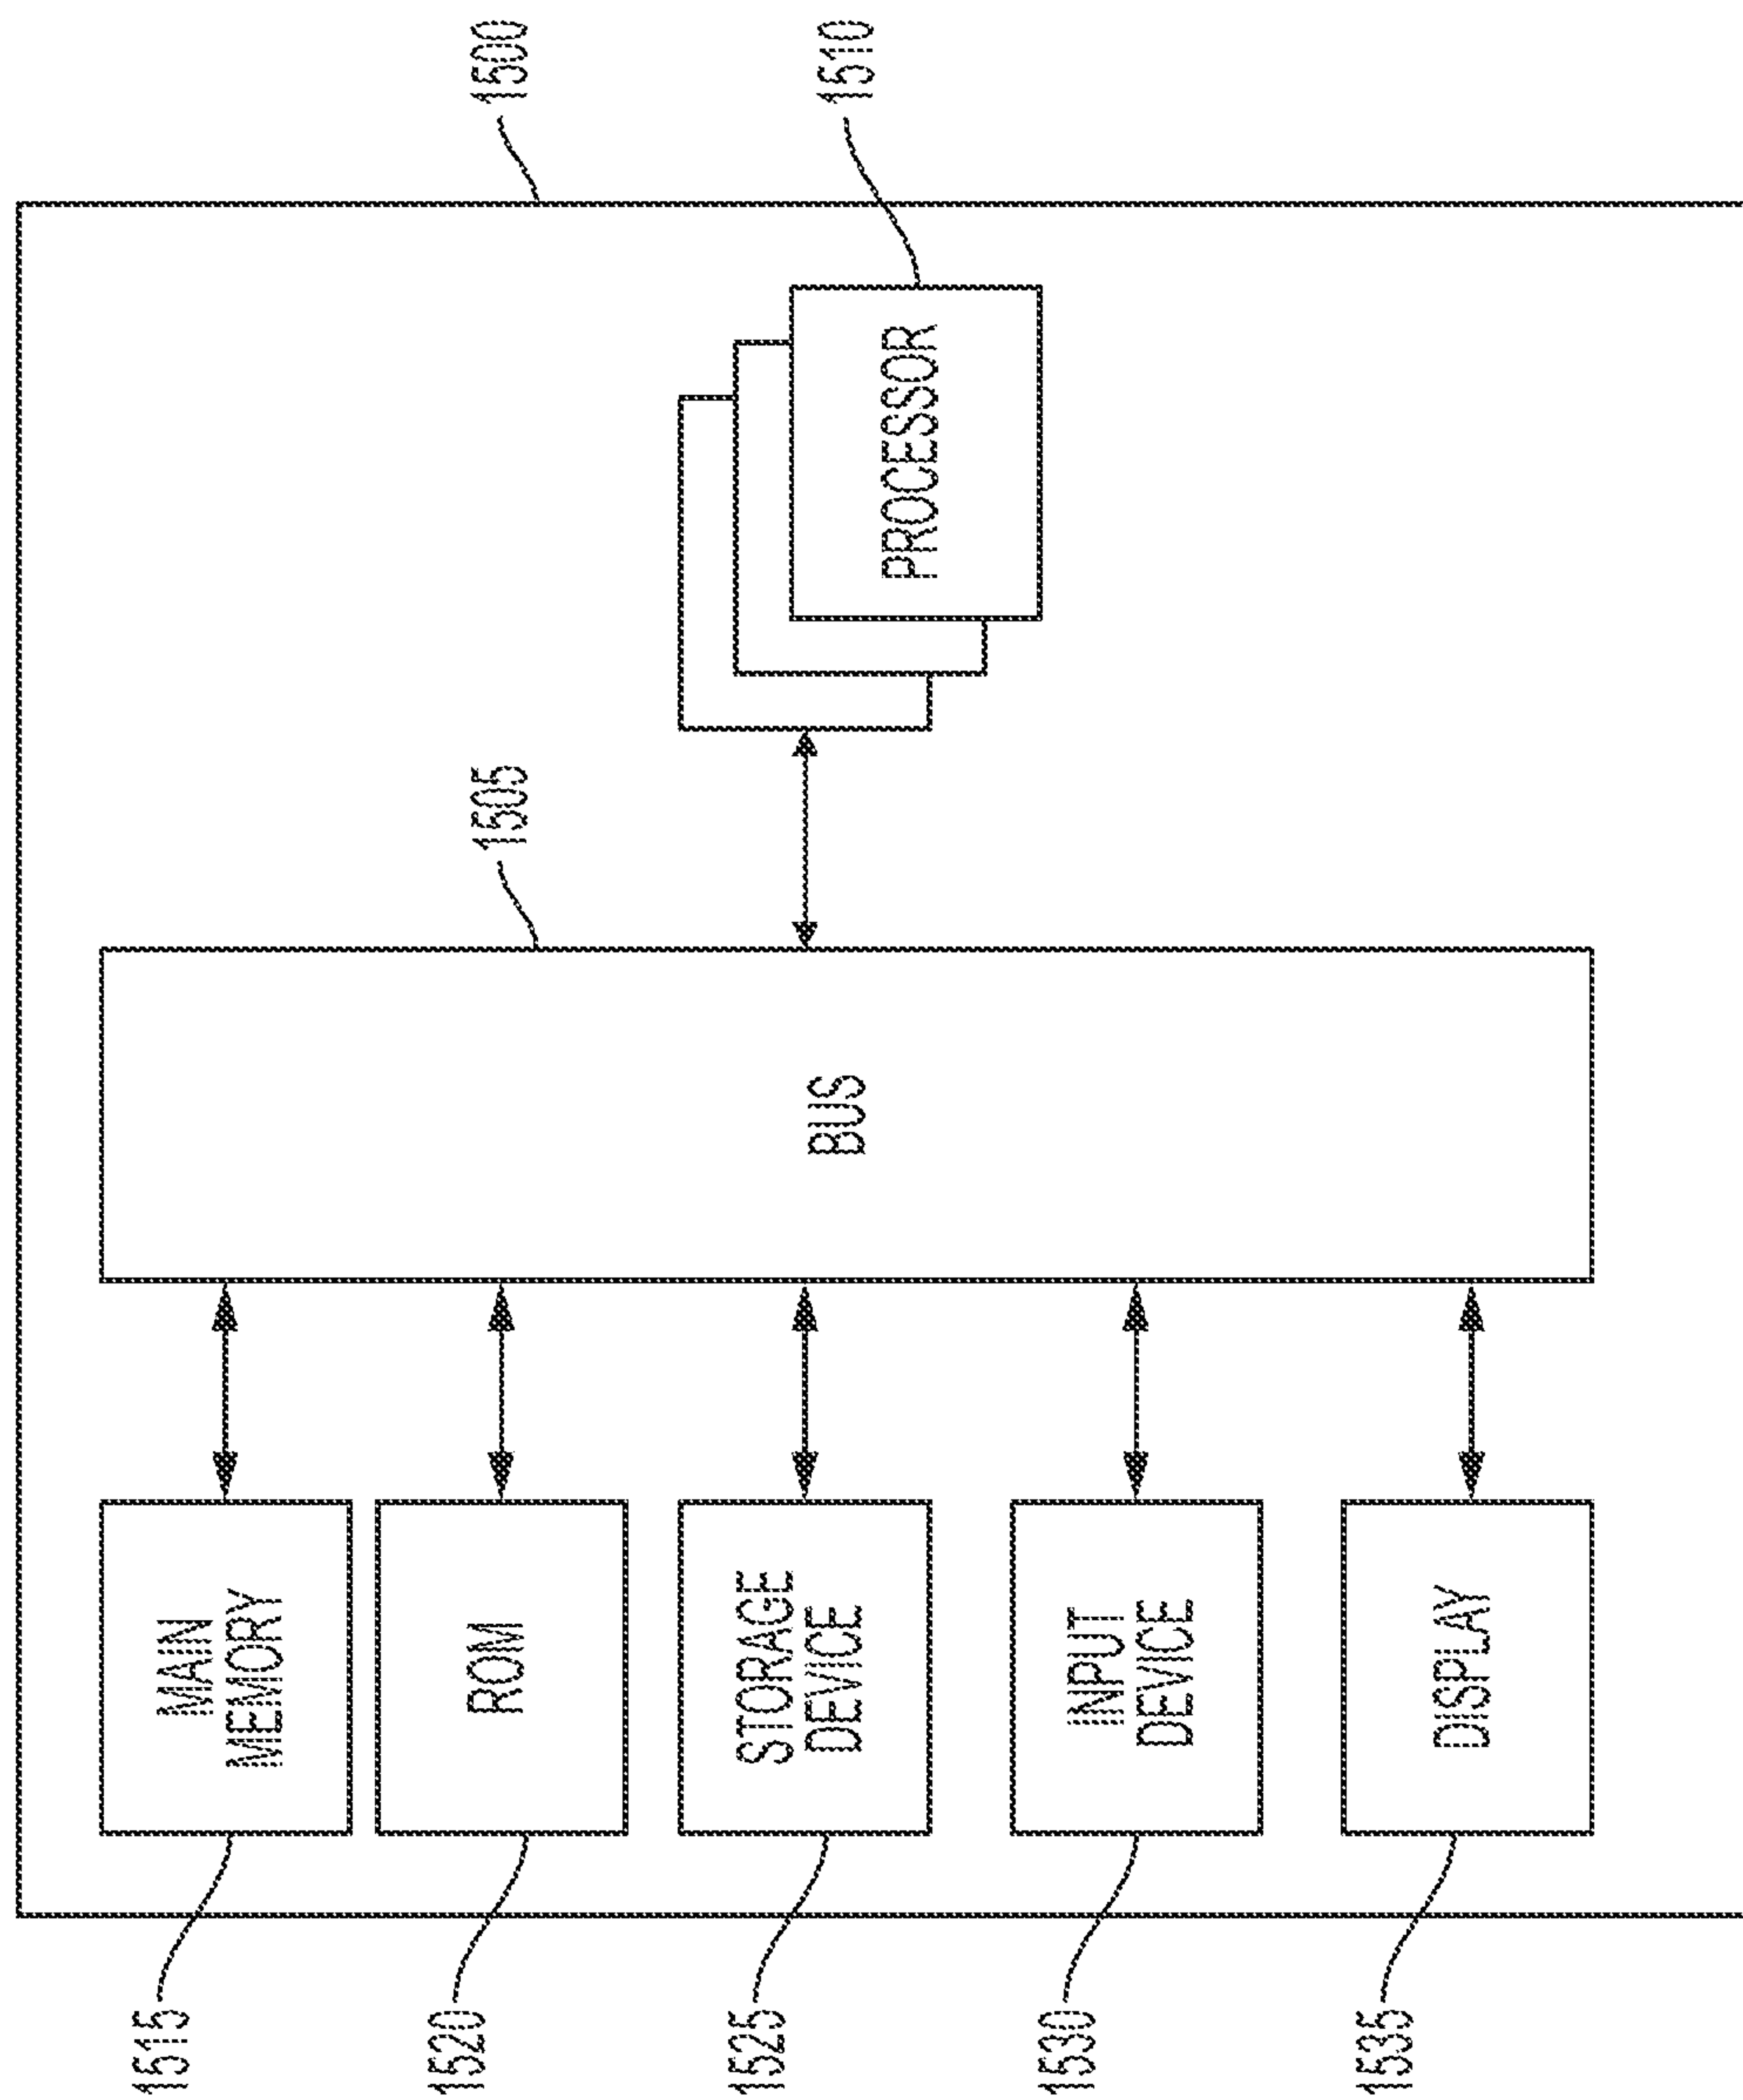 1500
1510
PROCESSOR
1505
BUS
MAIN
MEMORY
ROM
STORAGE
DEVICE
INPUT
DEVICE
DISPLAY
1515
1520
1525
1530
1535